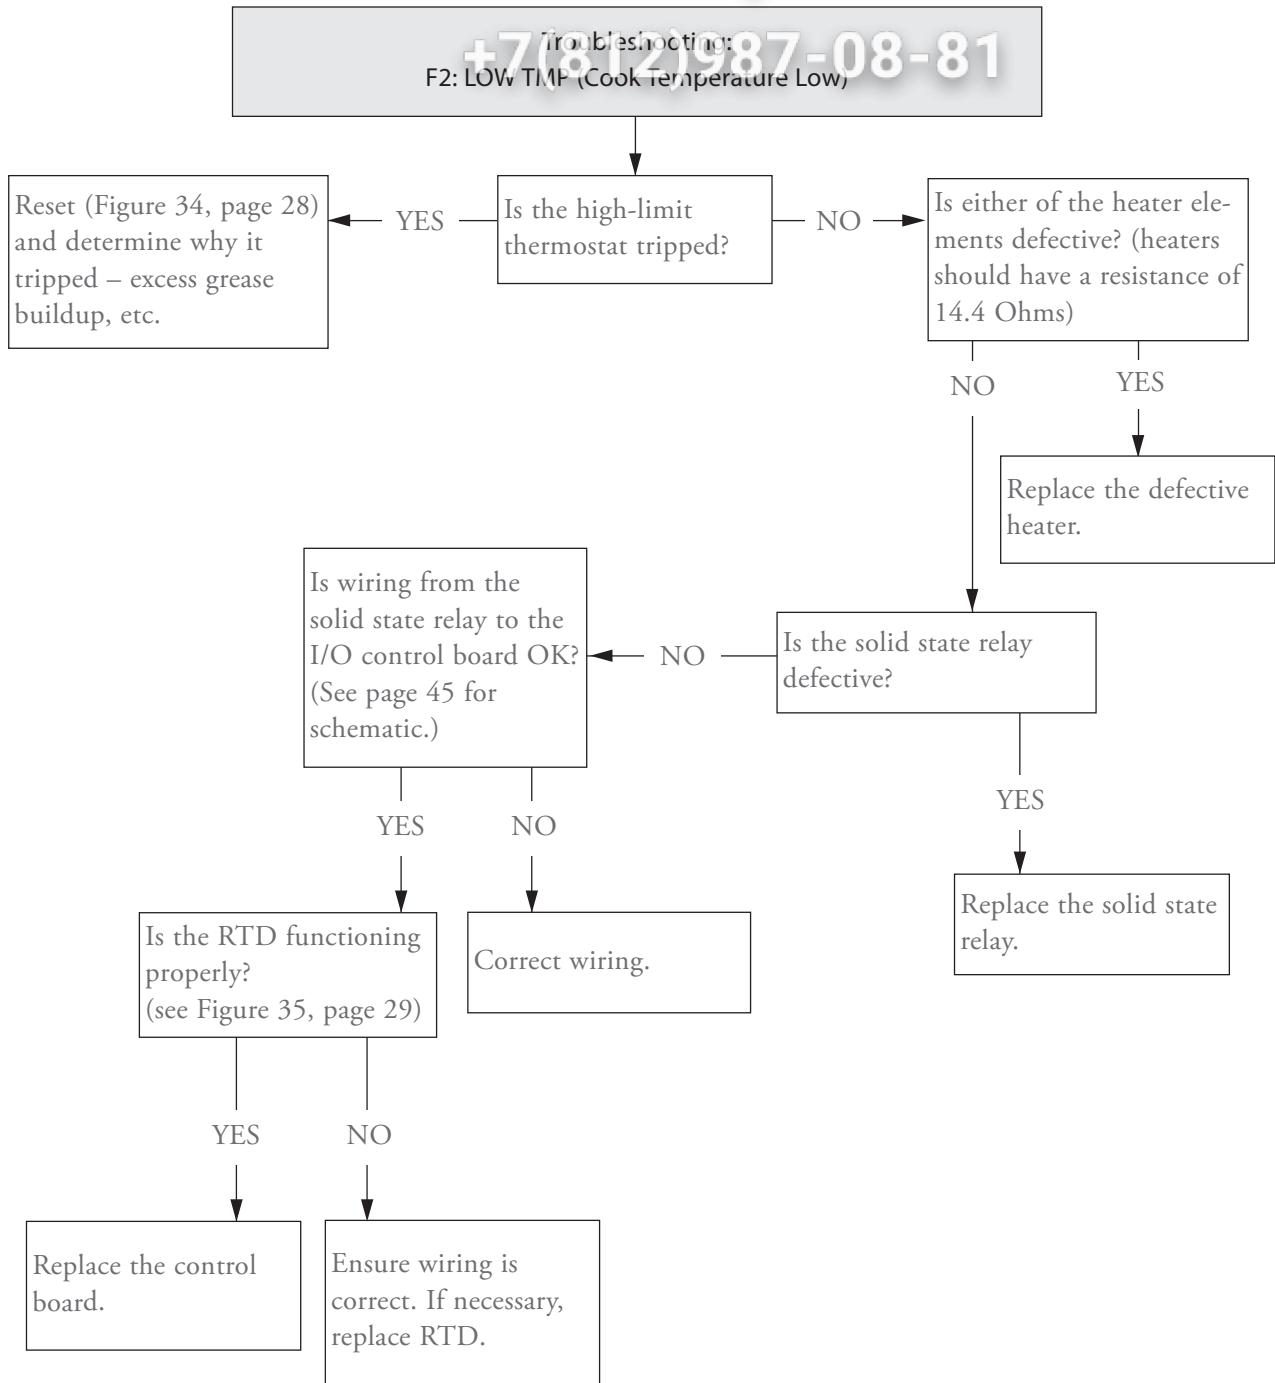 Troubleshooting:
+7(812)987-08-81
F2: LOW TMP (Cook Temperature Low)
Reset (Figure 34, page 28)
and determine why it
tripped – excess grease
buildup, etc.
YES
Is the high-limit
thermostat tripped?
NO
Is either of the heater ele-
ments defective? (heaters
should have a resistance of
14.4 Ohms)
NO
YES
Replace the defective
heater.
Is wiring from the
solid state relay to the
I/O control board OK?
(See page 45 for
schematic.)
NO
Is the solid state relay
defective?
YES
NO
YES
Replace the solid state
relay.
Is the RTD functioning
properly?
(see Figure 35, page 29)
Correct wiring.
YES
NO
Replace the control
board.
Ensure wiring is
correct. If necessary,
replace RTD.